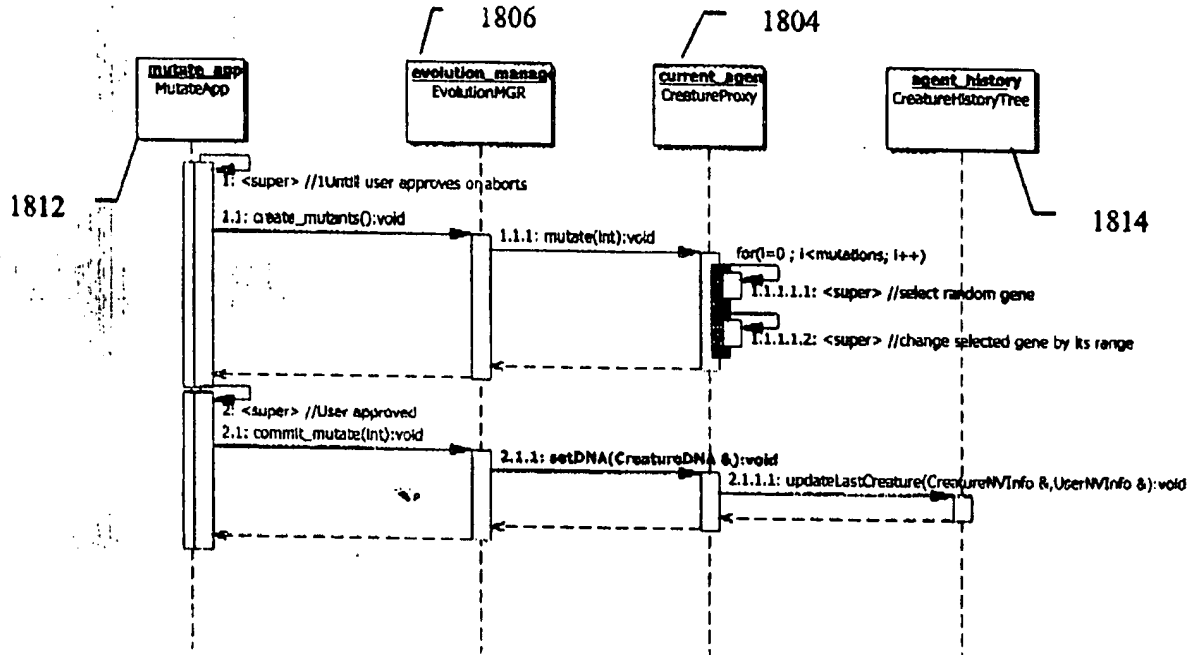 1806
1804
mutate_app
MutateApp
evolution_manage
EvolutionMGR
current_agen
CreatureProxy
agent_history
CreatureHistoryTree
1812
1814
1: <super> //1Until user approves or aborts
1.1: create_mutants():void
1.1.1: mutate(int):void
for(i=0 ; i<mutations; i++)
1.1.1.1.1: <super> //select random gene
1.1.1.1.2: <super> //change selected gene by its range
2: <super> //User approved
2.1: commit_mutate(int):void
2.1.1: setDNA(CreatureDNA &):void
2.1.1.1: updateLastCreature(CreatureNVInfo &,UserNVInfo &):void